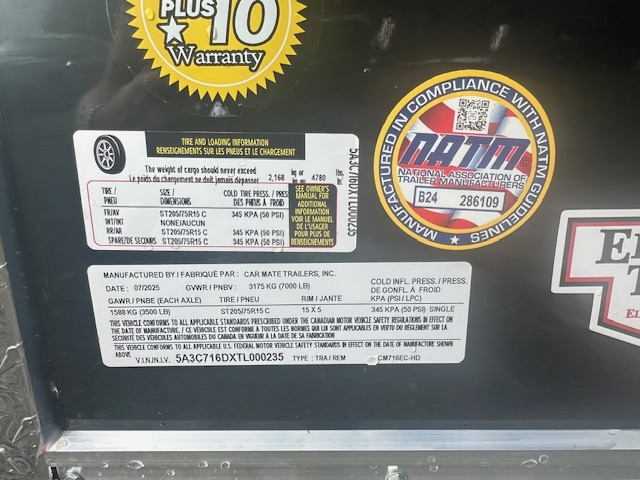 PLUS 10
Warranty
TIRE AND LOADING INFORMATION
RENSEIGNEMENTS SUR LES PNEUS ET LE CHARGEMENT
The weight of cargo should never exceed
Le poids du chargement ne doit jamais dépasser 2,168 kg or 4780
TIRE / SIZE / COLD TIRE PRESS. / PRESS
PNEU DIMENSIONS DES PNEUS À FROID
FR/AV ST205/75R15 C 345 KPA (50 PSI)
WT/INT NONE/AUCUN
RR/AR ST205/75R15 C 345 KPA (50 PSI)
SPARE/DE SECOURS ST205/75R15 C 345 KPA (50 PSI)
SEE OWNER'S
MANUAL FOR
ADDITIONAL
INFORMATION
VOIR LE MANUEL
DE L'USAGER
POUR PLUS DE
RENSEIGNEMENTS
5A3C716DXTL000235
MANUFACTURED IN COMPLIANCE WITH
NATM
NATIONAL ASSOCIATION OF
TRAILER MANUFACTURERS
B24 286109
NATM GUIDELINES
MANUFACTURED BY / FABRIQUÉ PAR : CAR MATE TRAILERS, INC.
DATE : 07/2025 GVWR / PNBV : 3175 KG (7000 LB)
COLD INFL. PRESS./ PRESS.
DE GONFL. À FROID
GAWR / PNBE (EACH AXLE) TIRE / PNEU RIM / JANTE KPA (PSI / LPC)
1588 KG (3500 LB) ST205/75R15 C 15 X 5 345 KPA (50 PSI) SINGLE
THIS VEHICLE CONFORMS TO ALL APPLICABLE STANDARDS PRESCRIBED UNDER THE CANADIAN MOTOR VEHICLE SAFETY REGULATIONS IN EFFECT ON THE
DATE OF MANUFACTURE / CE VÉHICULE EST CONFORME À TOUTES LES NORMES QUI LUI SONT APPLICABLES EN VERTU DU RÈGLEMENT SUR LA
SÉCURITÉ DES VÉHICULES AUTOMOBILES DU CANADA EN VIGUEUR À LA DATE DE SA FABRICATION
THIS VEHICLE CONFORMS TO ALL APPLICABLE U.S. FEDERAL MOTOR VEHICLE SAFETY STANDARDS IN EFFECT ON THE DATE OF MANUFACTURE SHOWN
ABOVE
V.I.N./N.I.V. 5A3C716DXTL000235 TYPE : TRA / REM CM716EC-HD